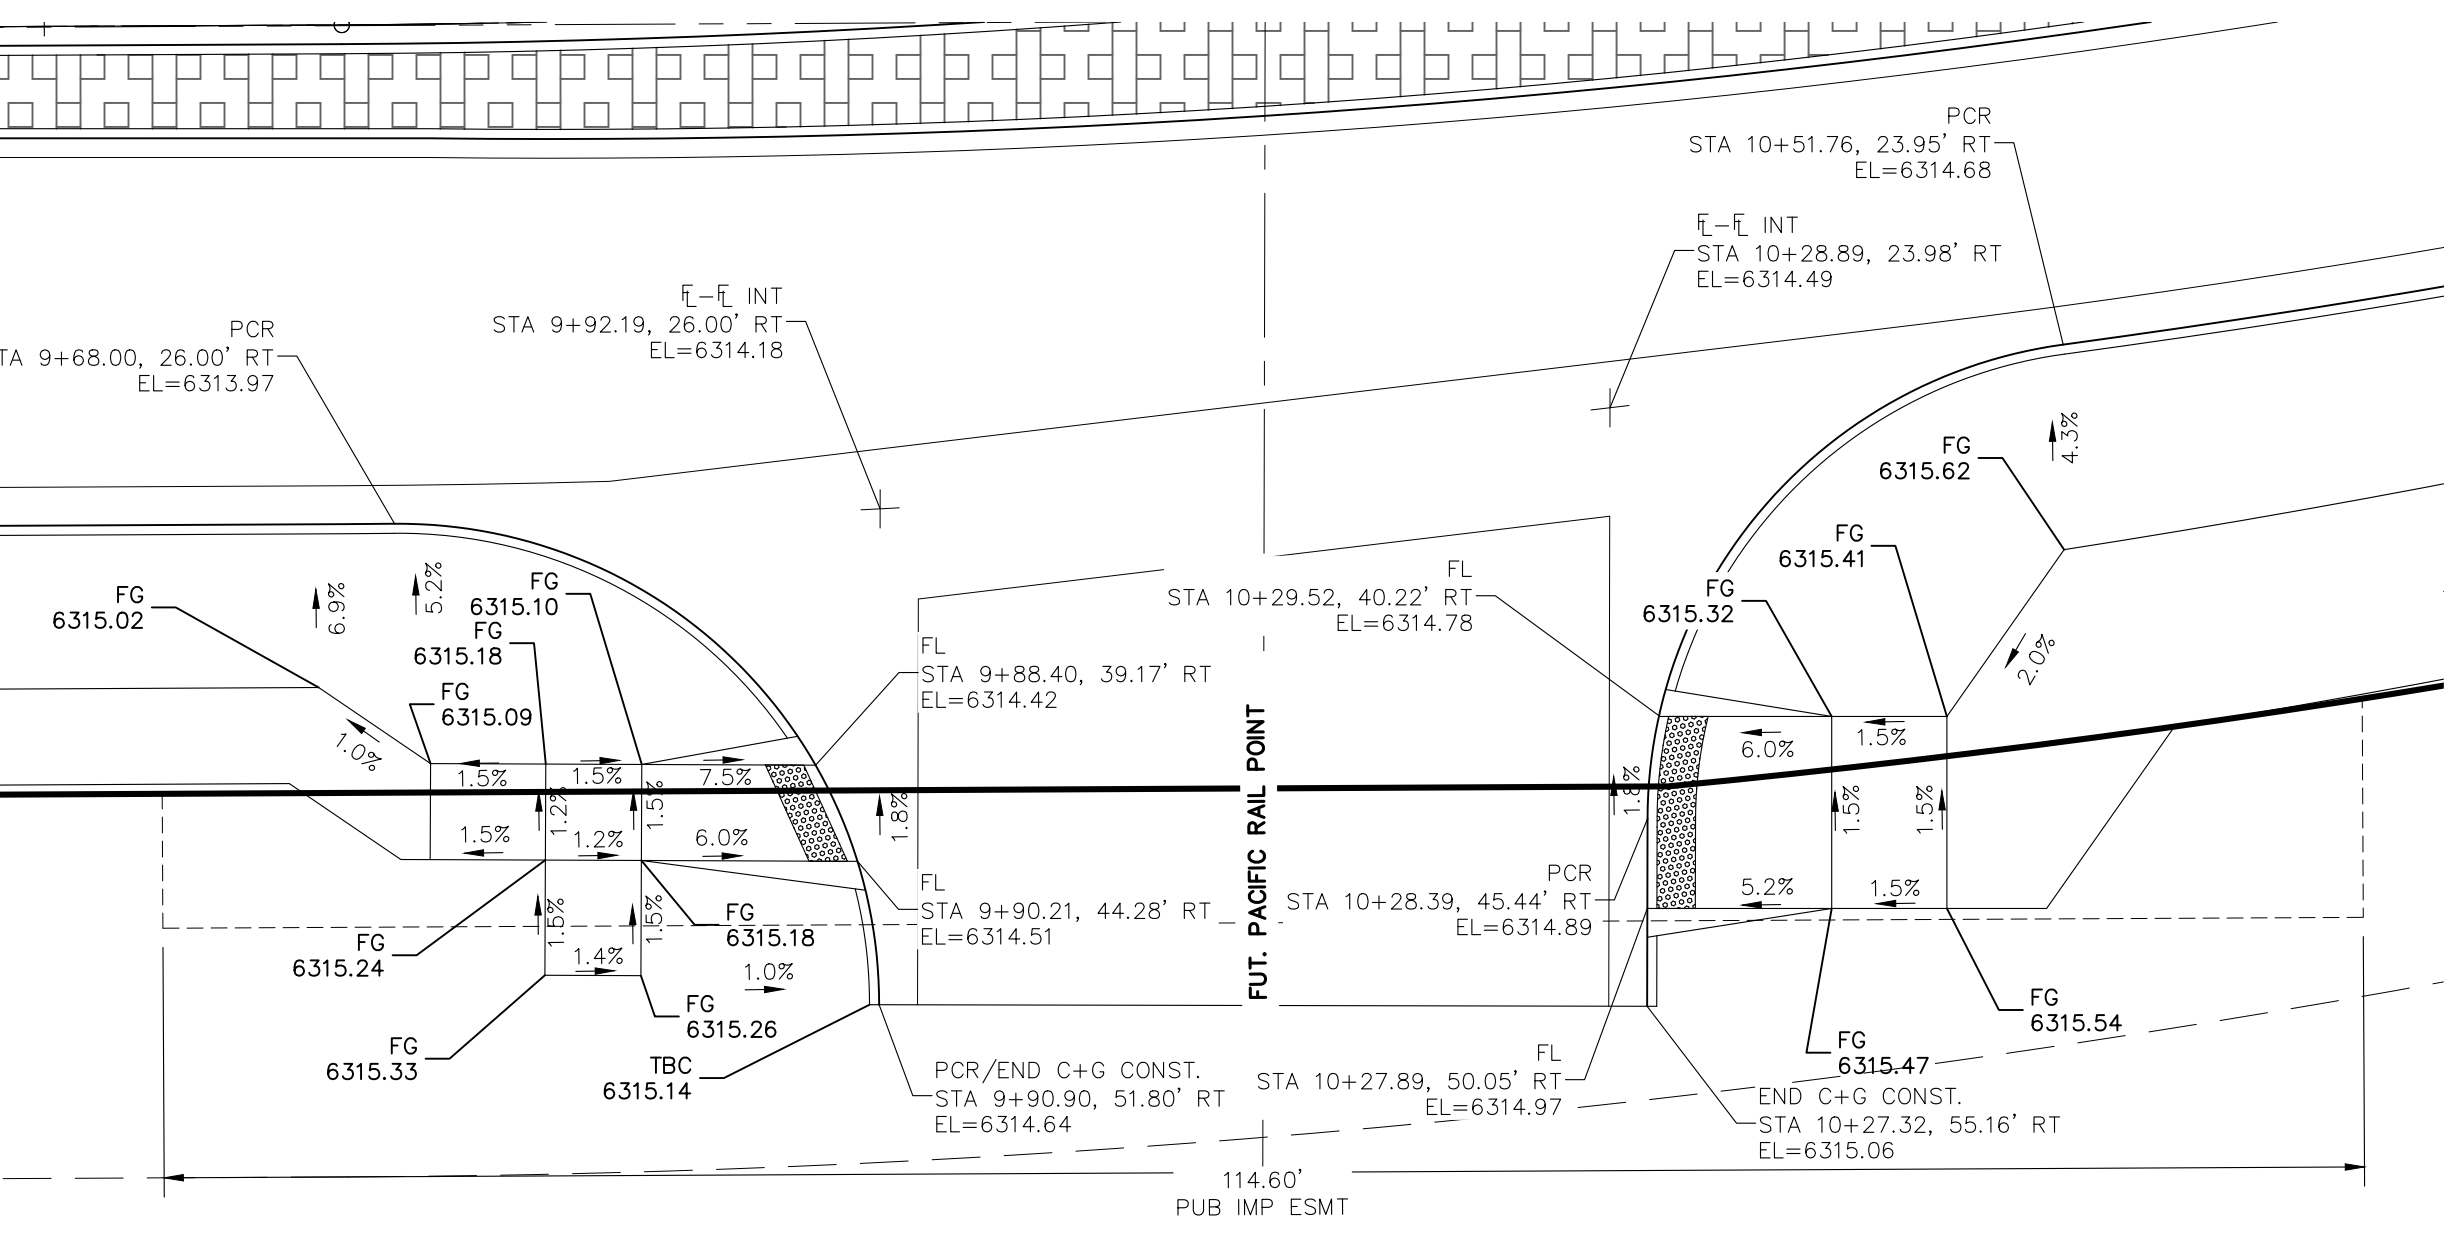 PCR
STA 10+51.76, 23.95' RT
EL=6314.68
℄-℄ INT
STA 10+28.89, 23.98' RT
EL=6314.49
℄-℄ INT
STA 9+92.19, 26.00' RT
EL=6314.18
PCR
TA 9+68.00, 26.00' RT
EL=6313.97
4.3%
FG
6315.62
FG
6315.41
FG
6315.32
2.0%
FL
STA 10+29.52, 40.22' RT
EL=6314.78
FG
6315.02
6.9%
5.2%
FG
6315.10
FG
6315.18
FG
6315.09
1.0%
FL
STA 9+88.40, 39.17' RT
EL=6314.42
1.5%
1.5%
7.5%
1.2%
1.5%
1.5%
1.2%
6.0%
1.8%
FUT. PACIFIC RAIL POINT
1.8%
6.0%
1.5%
1.5%
1.5%
5.2%
1.5%
PCR
STA 10+28.39, 45.44' RT
EL=6314.89
FL
STA 9+90.21, 44.28' RT
EL=6314.51
FG
6315.18
FG
6315.24
1.5%
1.5%
1.4%
1.0%
FG
6315.26
FG
6315.33
TBC
6315.14
PCR/END C+G CONST.
STA 9+90.90, 51.80' RT
EL=6314.64
FL
STA 10+27.89, 50.05' RT
EL=6314.97
FG
6315.54
FG
6315.47
END C+G CONST.
STA 10+27.32, 55.16' RT
EL=6315.06
114.60'
PUB IMP ESMT